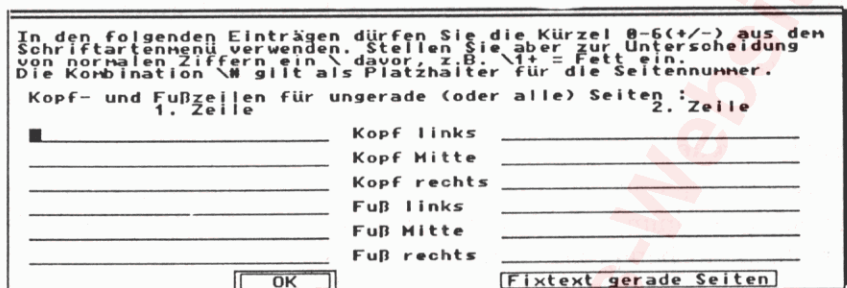 In den folgenden Einträgen dürfen Sie die Kürzel 0-6(+/-) aus dem
Schriftartenmenü verwenden. Stellen Sie aber zur Unterscheidung
von normalen Ziffern ein \ davor, z.B. \1+ = Fett ein.
Die Kombination \# gilt als Platzhalter für die Seitennummer.
Kopf- und Fußzeilen für ungerade (oder alle) Seiten :
1. Zeile 2. Zeile
Kopf links
Kopf Mitte
Kopf rechts
Fuß links
Fuß Mitte
Fuß rechts
OK Fixtext gerade Seiten